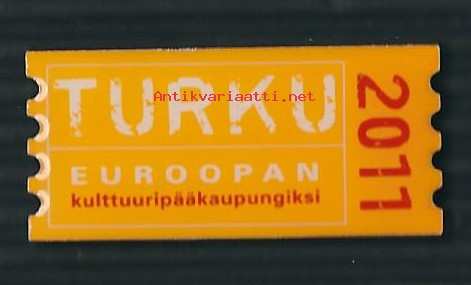 TURKU
Antikvariaatti.net
EUROOPAN
kulttuuripääkaupungiksi
2011